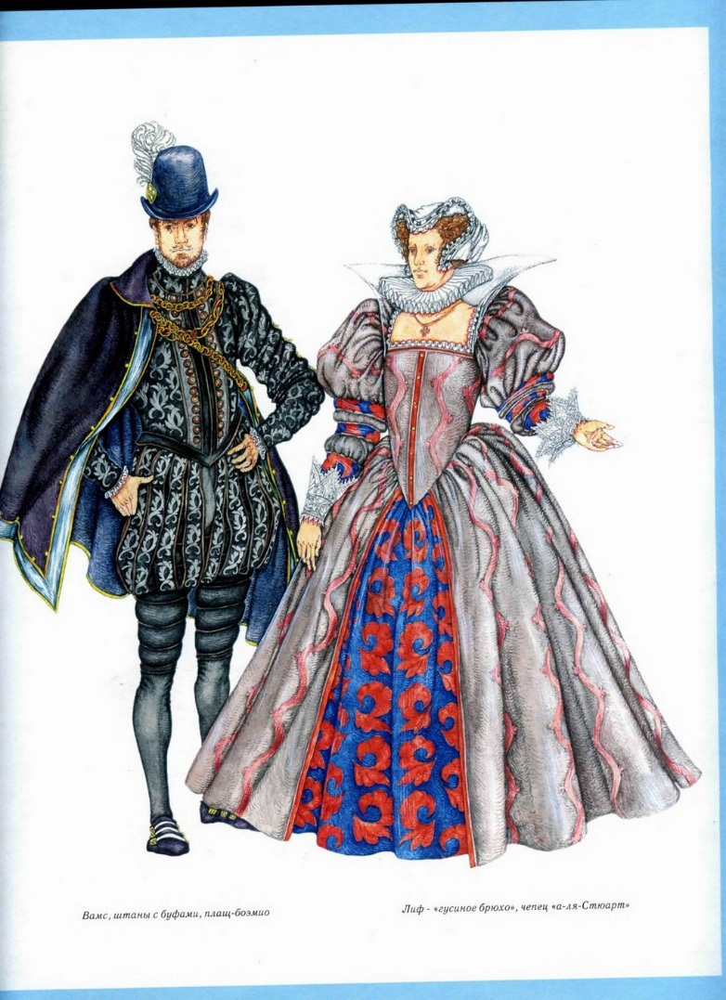 Вамс, штаны с буфами, плащ-боэмио
Лиф - «гусиное брюхо», чепец «а-ля-Стюарт»